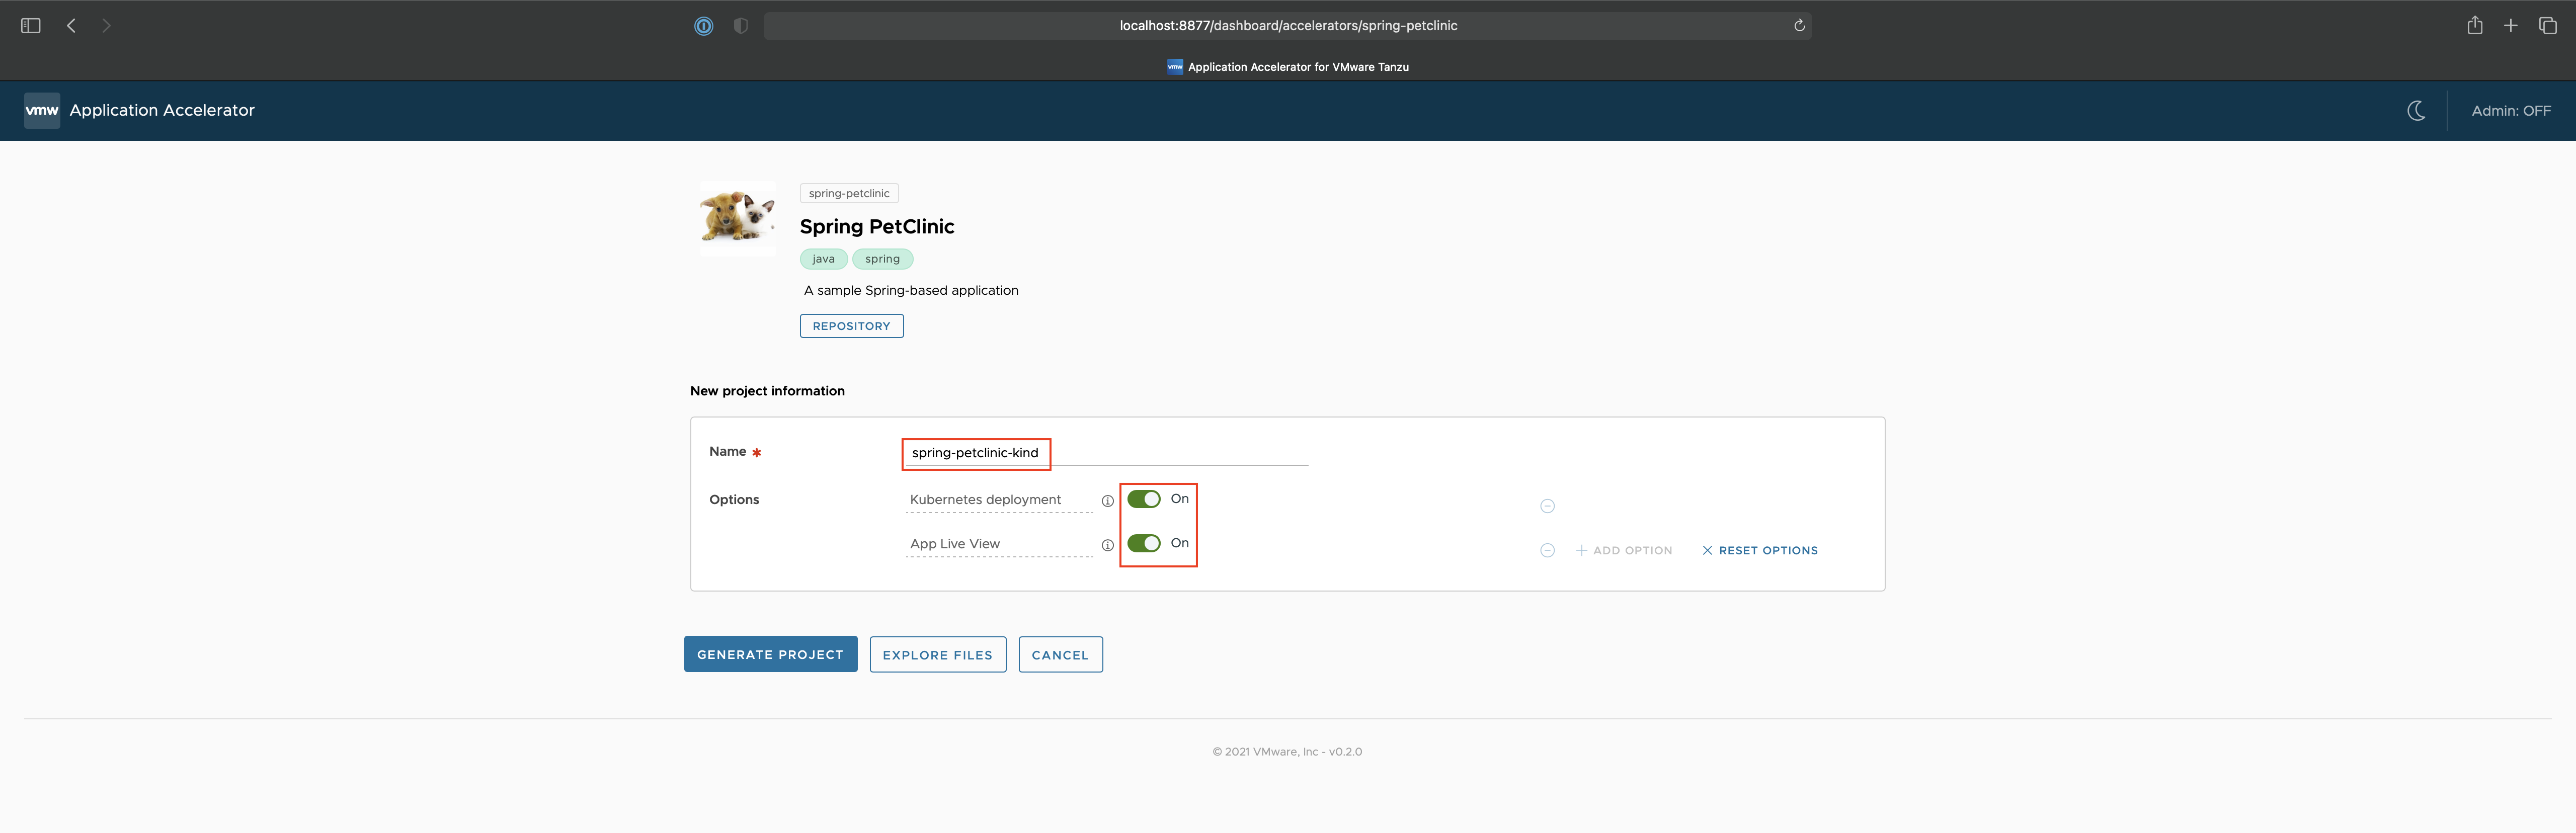 localhost:8877/dashboard/accelerators/spring-petclinic
vmw Application Accelerator for VMware Tanzu
vmw Application Accelerator
Admin: OFF
spring-petclinic
Spring PetClinic
java spring
A sample Spring-based application
REPOSITORY
New project information
Name * spring-petclinic-kind
Options Kubernetes deployment On
App Live View On + ADD OPTION × RESET OPTIONS
GENERATE PROJECT EXPLORE FILES CANCEL
© 2021 VMware, Inc - v0.2.0